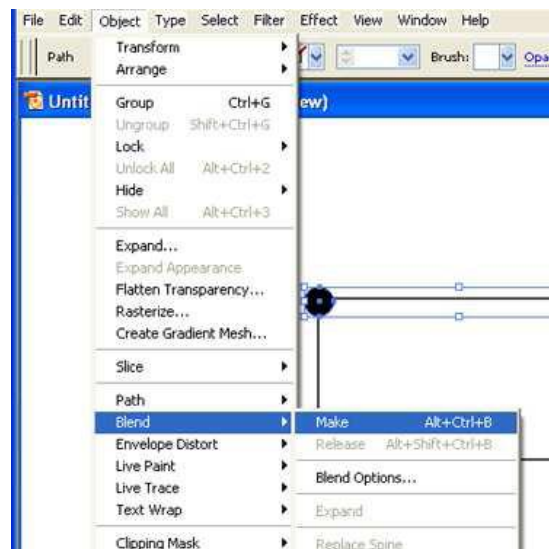 File Edit Object Type Select Filter Effect View Window Help
Path
Brush:
Opa
Untit
ew)
Transform
Arrange
Group Ctrl+G
Ungroup Shift+Ctrl+G
Lock
Unlock All Alt+Ctrl+2
Hide
Show All Alt+Ctrl+3
Expand...
Expand Appearance
Flatten Transparency...
Rasterize...
Create Gradient Mesh...
Slice
Path
Blend
Make Alt+Ctrl+B
Envelope Distort
Release Alt+Shift+Ctrl+B
Live Paint
Blend Options...
Live Trace
Text Wrap
Expand
Clipping Mask
Replace Spine